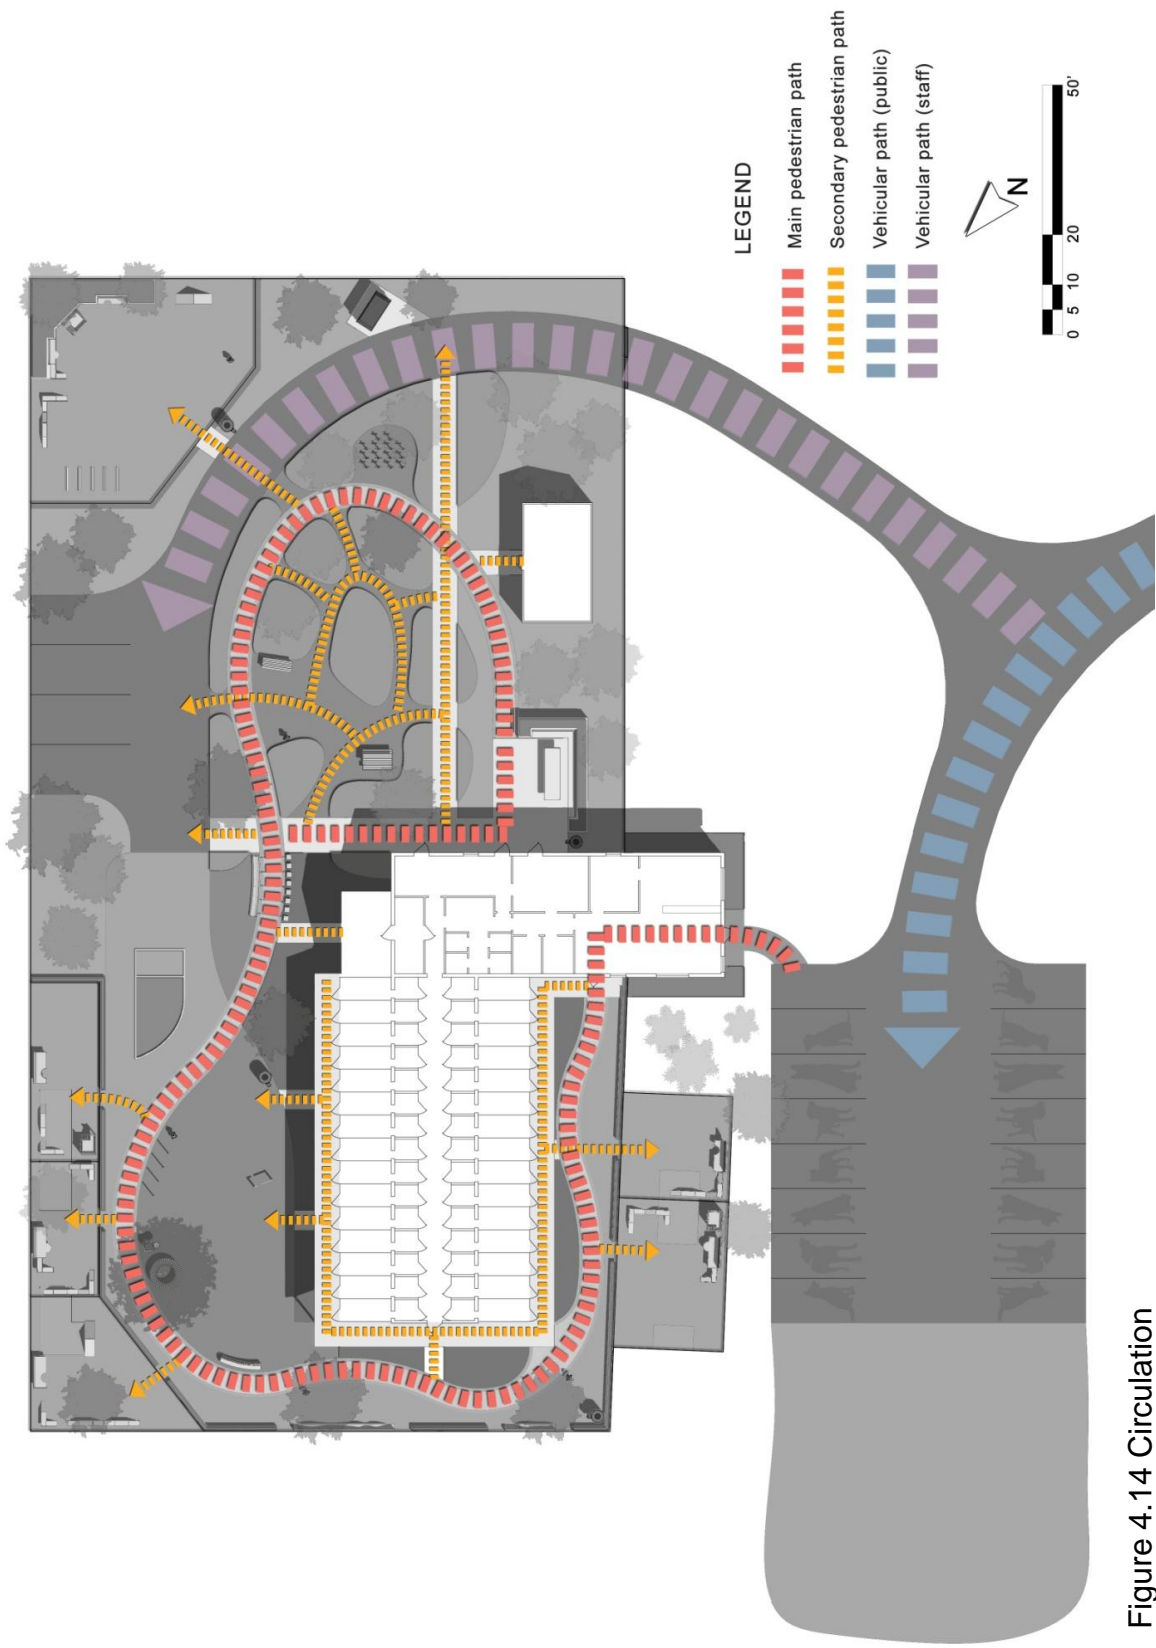 LEGEND
Main pedestrian path
Secondary pedestrian path
Vehicular path (public)
Vehicular path (staff)
N
0 5 10 20 50'
Figure 4.14 Circulation